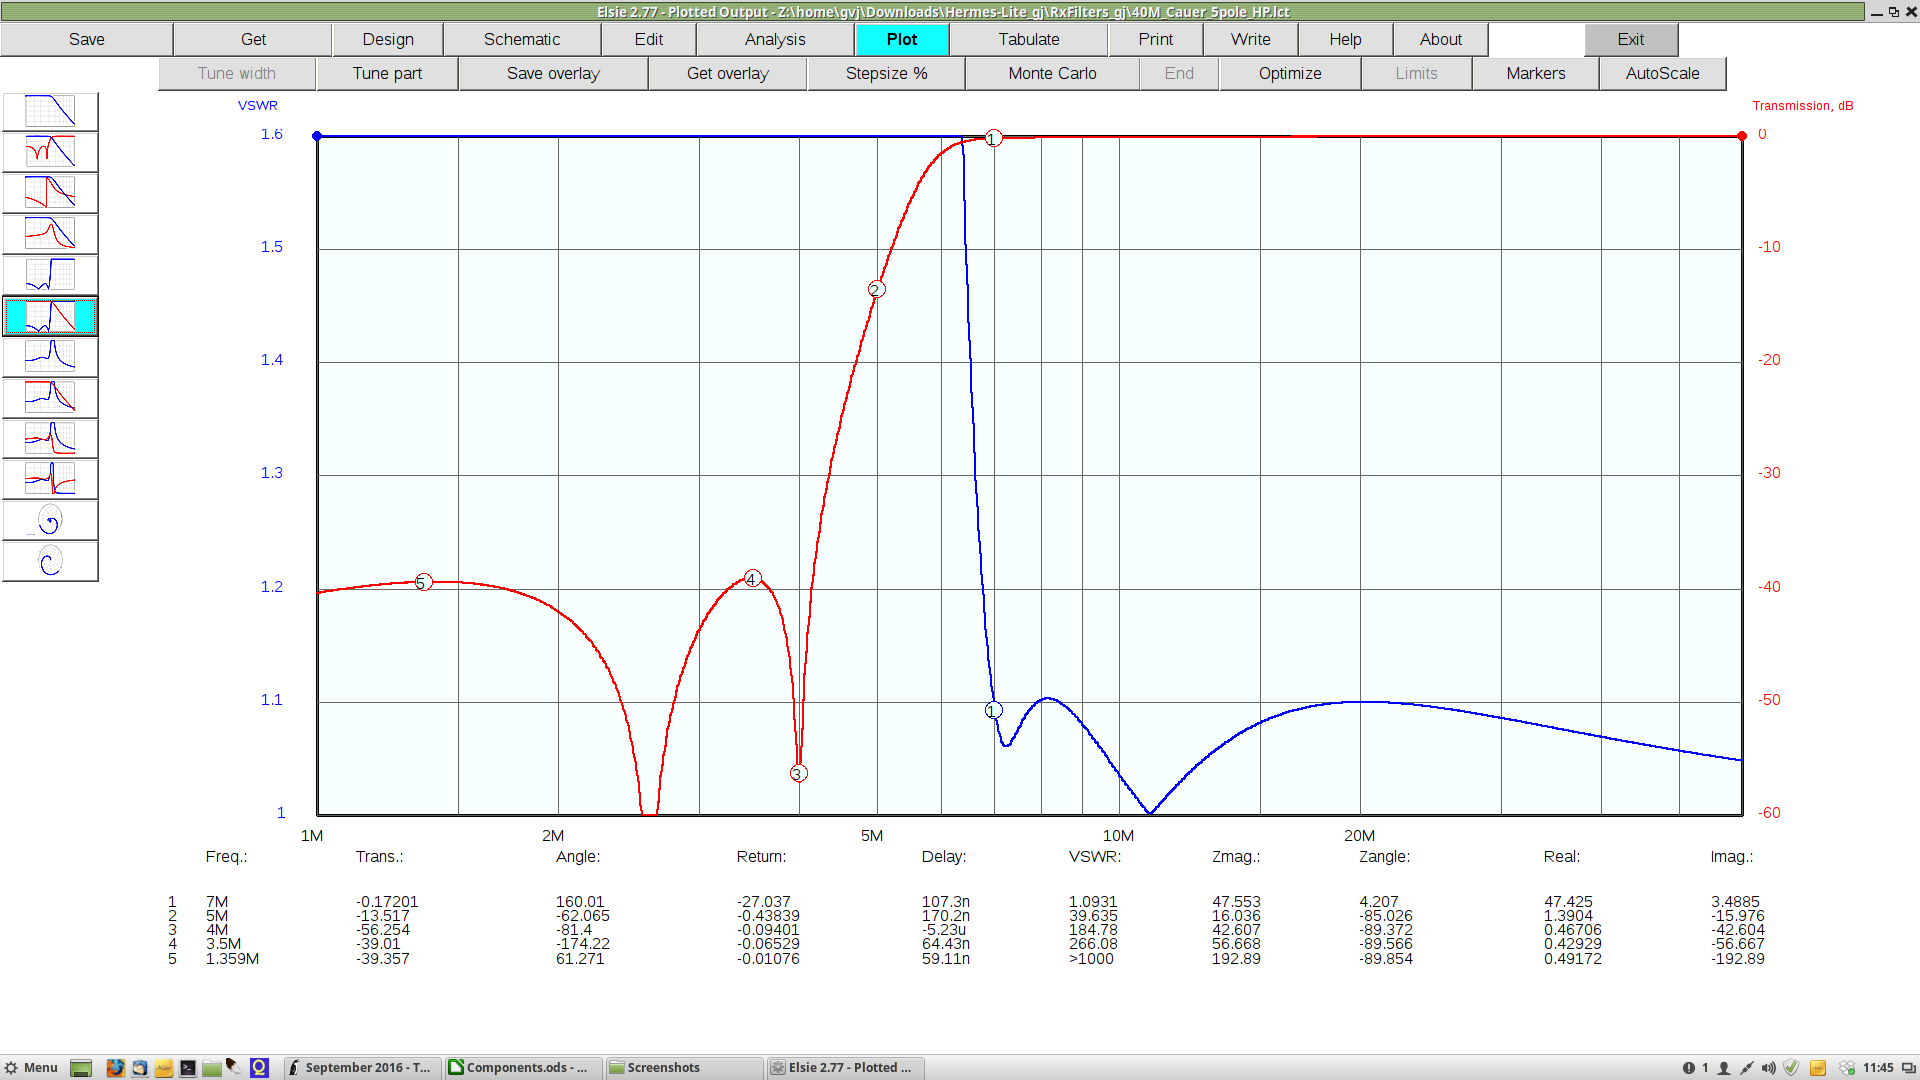 Elsie 2.77 - Plotted Output - Z:\home\gvj\Downloads\Hermes-Lite_gj\RxFilters_gj\40M_Cauer_5pole_HP.lct
Save Get Design Schematic Edit Analysis Plot Tabulate Print Write Help About Exit
Tune width Tune part Save overlay Get overlay Stepsize % Monte Carlo End Optimize Limits Markers AutoScale
VSWR Transmission, dB
1.6 0
1 1
1.5 -10
2
1.4 -20
1.3 -30
5 4
1.2 -40
1.1 -50
1
3
1 -60
1M 2M 5M 10M 20M
Freq.: Trans.: Angle: Return: Delay: VSWR: Zmag.: Zangle: Real: Imag.:
1 7M -0.17201 160.01 -27.037 107.3n 1.0931 47.553 4.207 47.425 3.4885
2 5M -13.517 -62.065 -0.43839 170.2n 39.635 16.036 -85.026 1.3904 -15.976
3 4M -56.254 -81.4 -0.09401 -5.23u 184.78 42.607 -89.372 0.46706 -42.604
4 3.5M -39.01 -174.22 -0.06529 64.43n 266.08 56.668 -89.566 0.42929 -56.667
5 1.359M -39.357 61.271 -0.01076 59.11n >1000 192.89 -89.854 0.49172 -192.89
Menu September 2016 - T... Components.ods - ... Screenshots Elsie 2.77 - Plotted ... 1 11:45